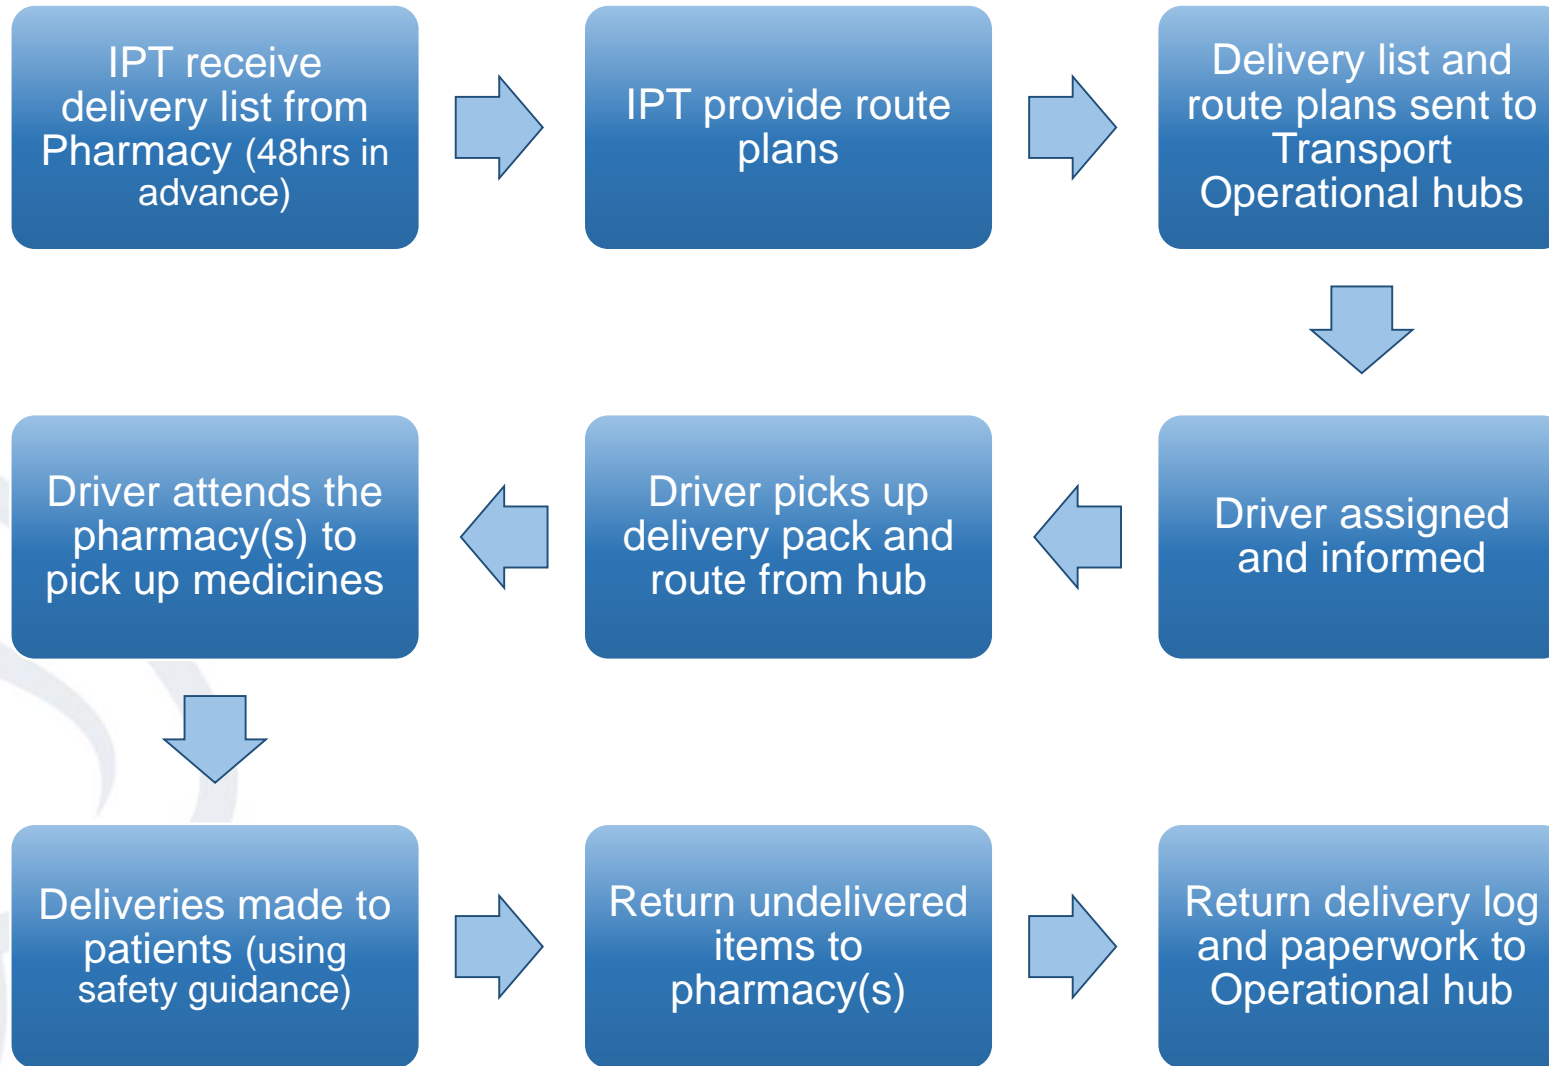 IPT receive
delivery list from
Pharmacy (48hrs in
advance)
IPT provide route
plans
Delivery list and
route plans sent to
Transport
Operational hubs
Driver assigned
and informed
Driver picks up
delivery pack and
route from hub
Driver attends the
pharmacy(s) to
pick up medicines
Deliveries made to
patients (using
safety guidance)
Return undelivered
items to
pharmacy(s)
Return delivery log
and paperwork to
Operational hub